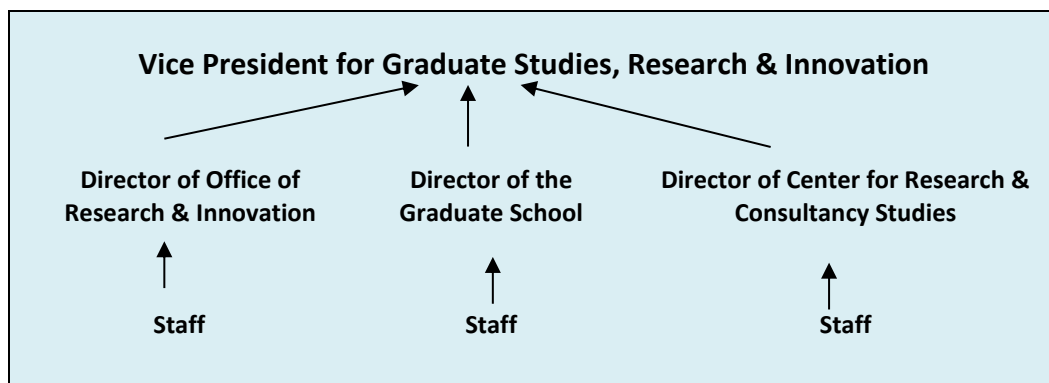 Vice President for Graduate Studies, Research & Innovation
Director of Office of
Research & Innovation
Director of the
Graduate School
Director of Center for Research &
Consultancy Studies
Staff
Staff
Staff